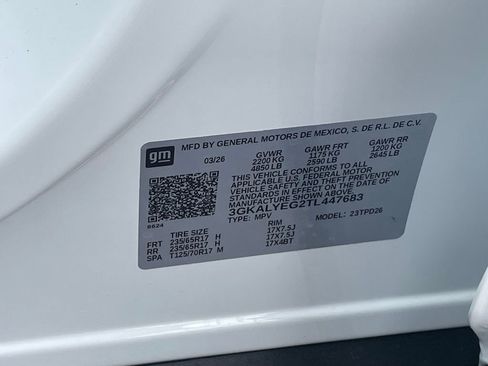 gm
MFD BY GENERAL MOTORS DE MEXICO, S. DE R.L. DE C.V.
03/26 GVWR GAWR FRT GAWR RR
2200 KG 1175 KG 1200 KG
4850 LB 2590 LB 2645 LB
THIS VEHICLE CONFORMS TO ALL
APPLICABLE U.S. FEDERAL MOTOR
VEHICLE SAFETY AND THEFT PREVENTION
STANDARDS IN EFFECT ON THE DATE OF
MANUFACTURE SHOWN ABOVE.
3GKALYEG2TL447683
TYPE: MPV MODEL: 23TPD26
8624
TIRE SIZE RIM
FRT 235/65R17 H 17X7.5J
RR 235/65R17 H 17X7.5J
SPA T125/70R17 M 17X4BT